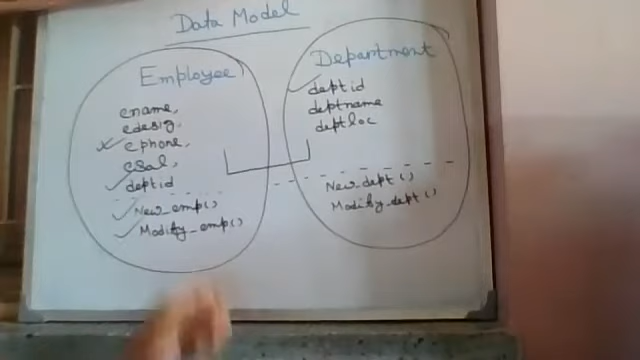 Data Model
Employee
ename,
edesig,
ephone,
esal,
deptid
New_emp()
Modify_emp()
Department
deptid
deptname
deptloc
New_dept()
Modify_dept()